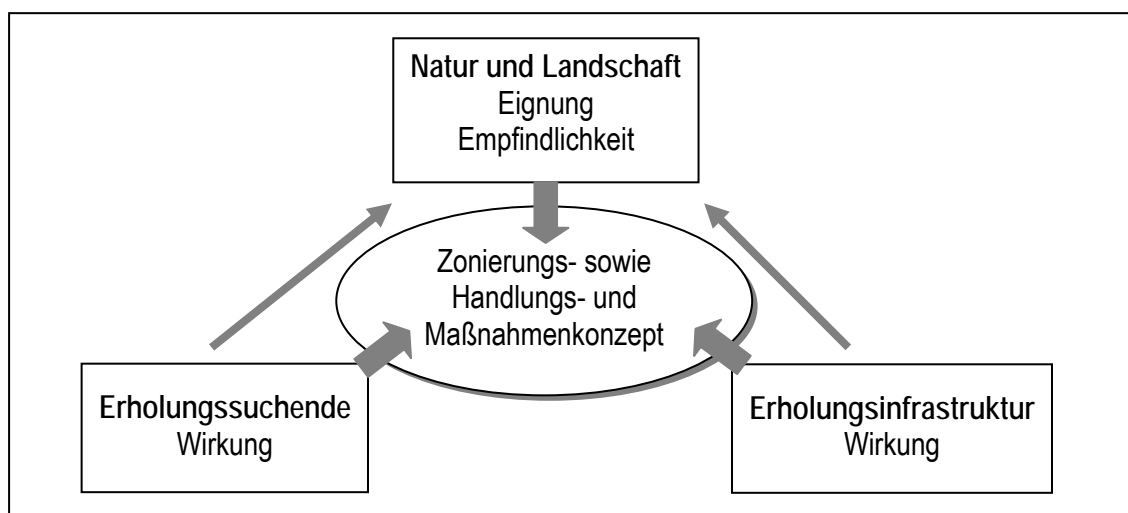 Natur und Landschaft
Eignung
Empfindlichkeit
Zonierungs- sowie
Handlungs- und
Maßnahmenkonzept
Erholungssuchende
Wirkung
Erholungsinfrastruktur
Wirkung